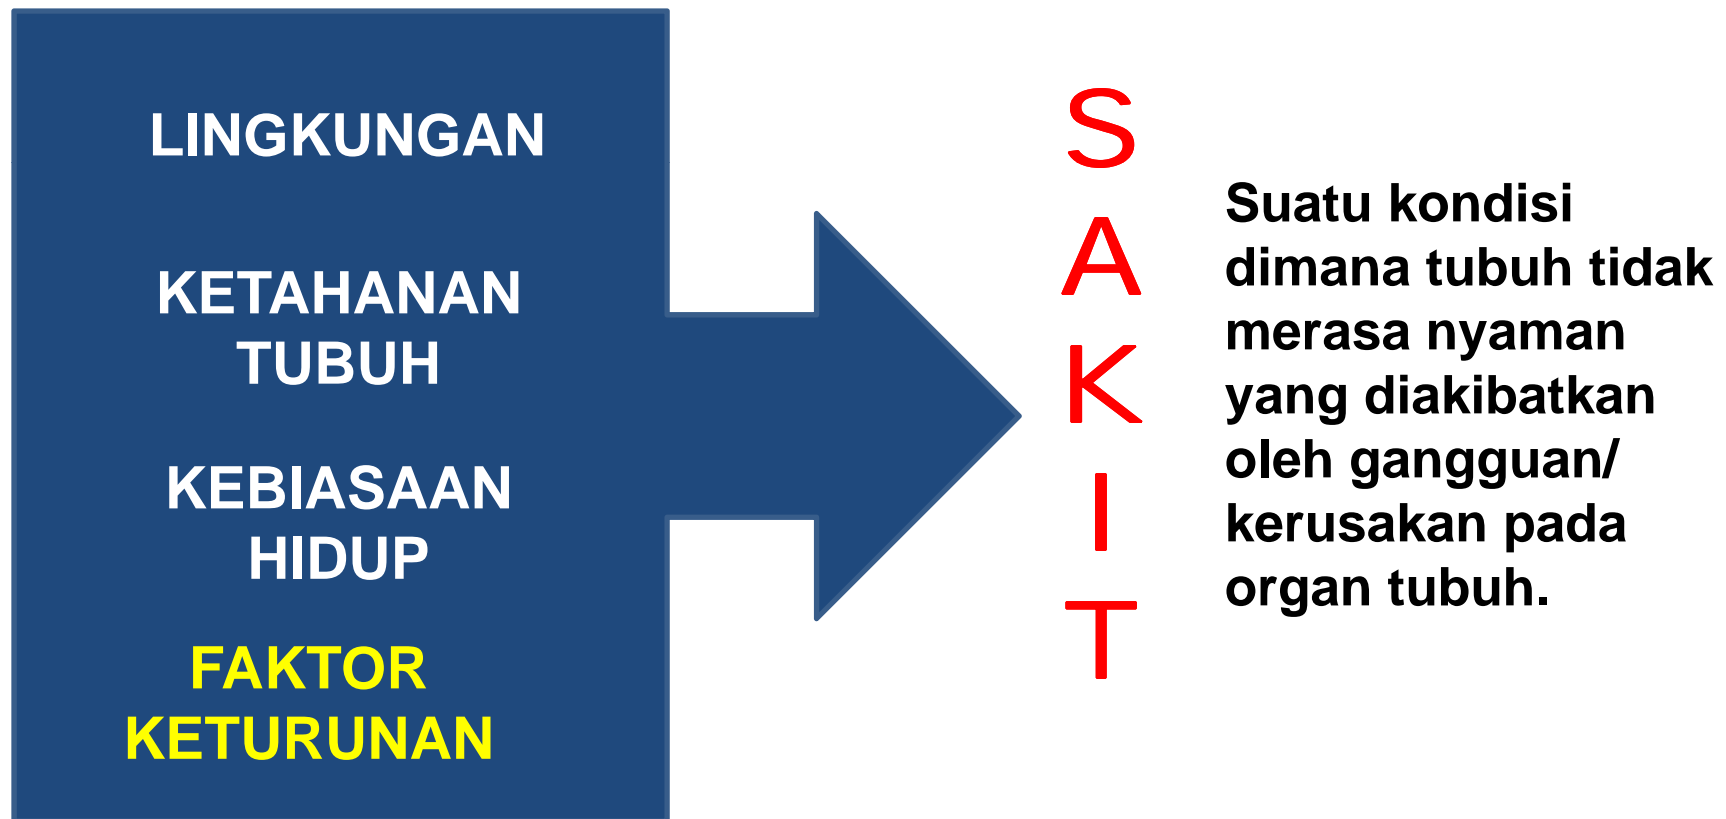 LINGKUNGAN
KETAHANAN
TUBUH
KEBIASAAN
HIDUP
FAKTOR
KETURUNAN
S
A
K
I
T
Suatu kondisi
dimana tubuh tidak
merasa nyaman
yang diakibatkan
oleh gangguan/
kerusakan pada
organ tubuh.